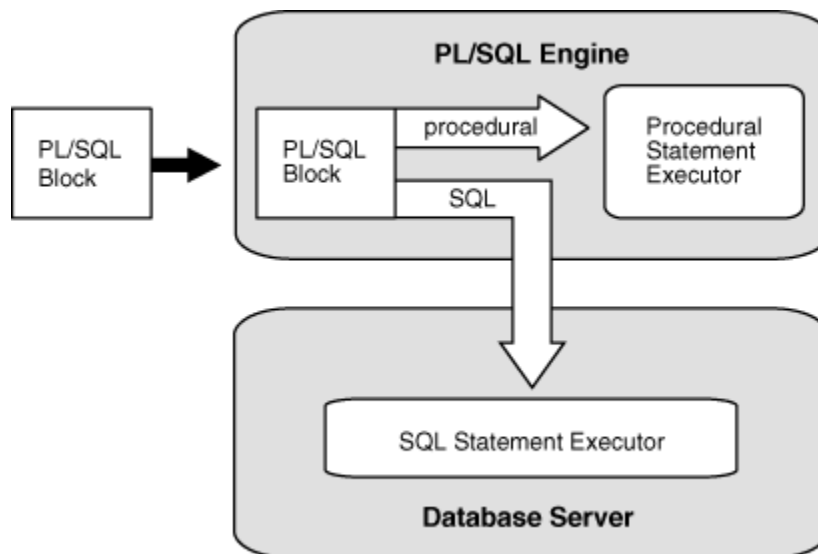 PL/SQL Engine
PL/SQL
Block
PL/SQL
Block
procedural
SQL
Procedural
Statement
Executor
SQL Statement Executor
Database Server